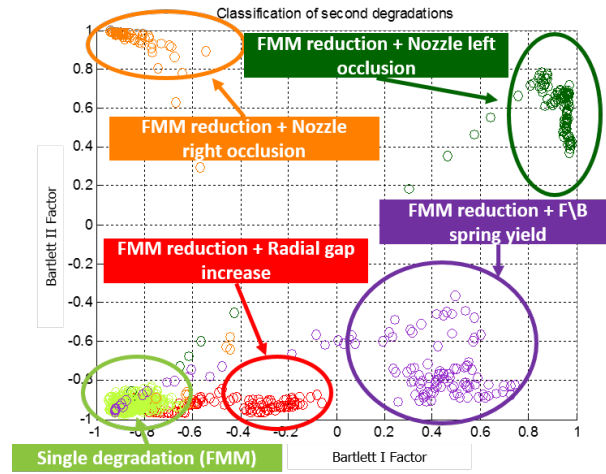 Classification of second degradations
FMM reduction + Nozzle left
occlusion
FMM reduction + Nozzle
right occlusion
FMM reduction + F\B
spring yield
FMM reduction + Radial gap
increase
Single degradation (FMM)
Bartlett II Factor
1
0.8
0.6
0.4
0.2
0
-0.2
-0.4
-0.6
-1
-1
-0.8
-0.6
-0.4
-0.2
0
0.2
0.4
0.6
0.8
1
Bartlett I Factor